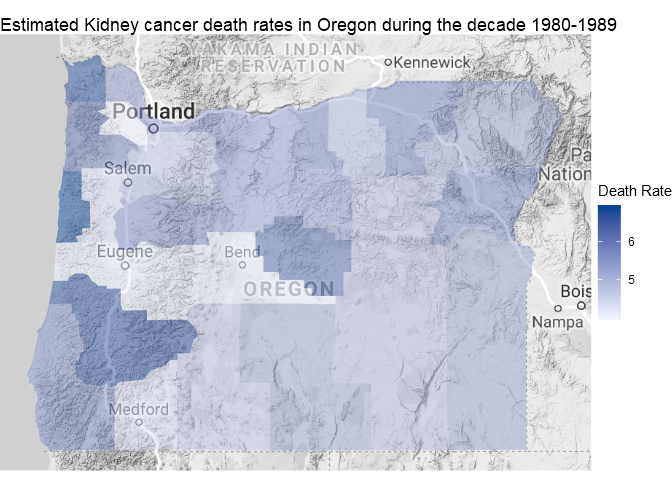 Estimated Kidney cancer death rates in Oregon during the decade 1980-1989
YAKAMA INDIAN
RESERVATION
Kennewick
Portland
Salem
Pa
Nation
Eugene
Bend
OREGON
Bois
Nampa
Medford
Death Rate
6
5